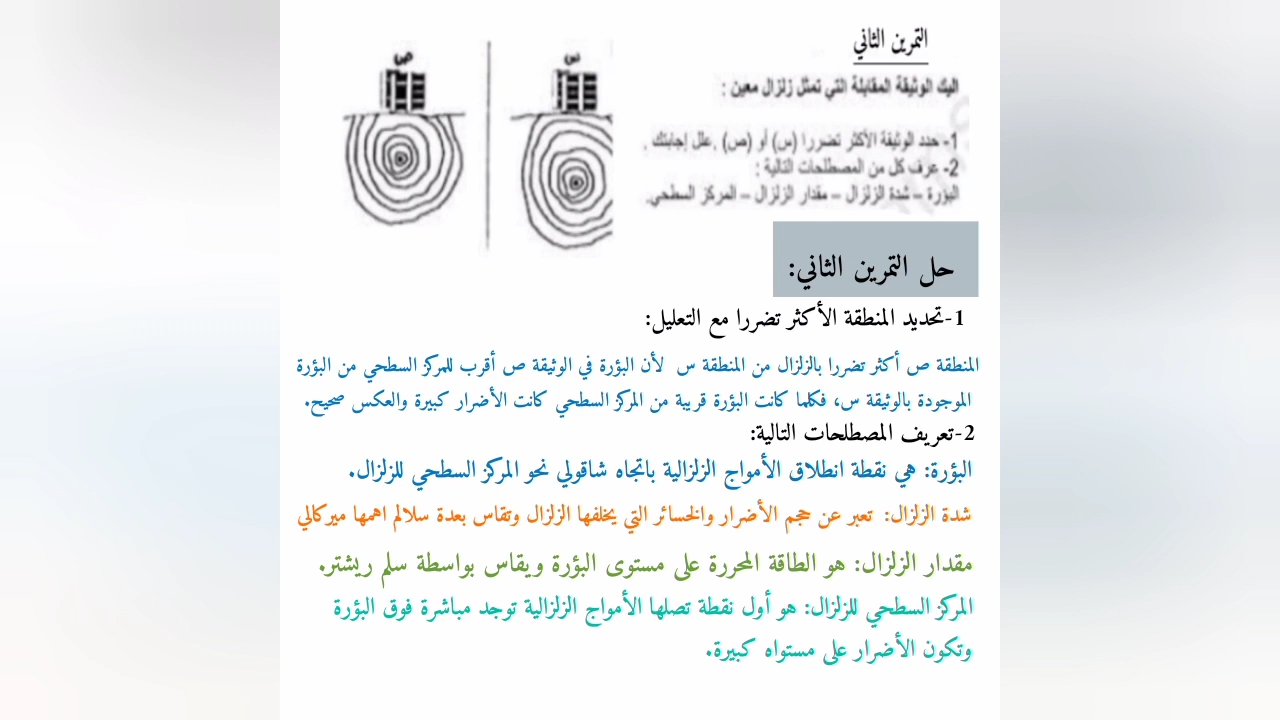 التمرين الثاني
اليك الوثيقة المقابلة التي تمثل زلزال معين :
1- حدد الوثيقة الأكثر تضررا (س) أو (ص) .علل إجابتك .
2- عرف كل من المصطلحات التالية :
البؤرة – شدة الزلزال – مقدار الزلزال – المركز السطحي.
س
ص
حل التمرين الثاني:
1-تحديد المنطقة الأكثر تضررا مع التعليل:
المنطقة ص أكثر تضررا بالزلزال من المنطقة س لأن البؤرة في الوثيقة ص أقرب للمركز السطحي من البؤرة
الموجودة بالوثيقة س، فكلما كانت البؤرة قريبة من المركز السطحي كانت الأضرار كبيرة والعكس صحيح.
2-تعريف المصطلحات التالية:
البؤرة: هي نقطة انطلاق الأمواج الزلزالية باتجاه شاقولي نحو المركز السطحي للزلزال.
شدة الزلزال: تعبر عن حجم الأضرار والخسائر التي يخلفها الزلزال وتقاس بعدة سلالم اهمها ميركالي
مقدار الزلزال: هو الطاقة المحررة على مستوى البؤرة ويقاس بواسطة سلم ريشتر.
المركز السطحي للزلزال: هو أول نقطة تصلها الأمواج الزلزالية توجد مباشرة فوق البؤرة
وتكون الأضرار على مستواه كبيرة.